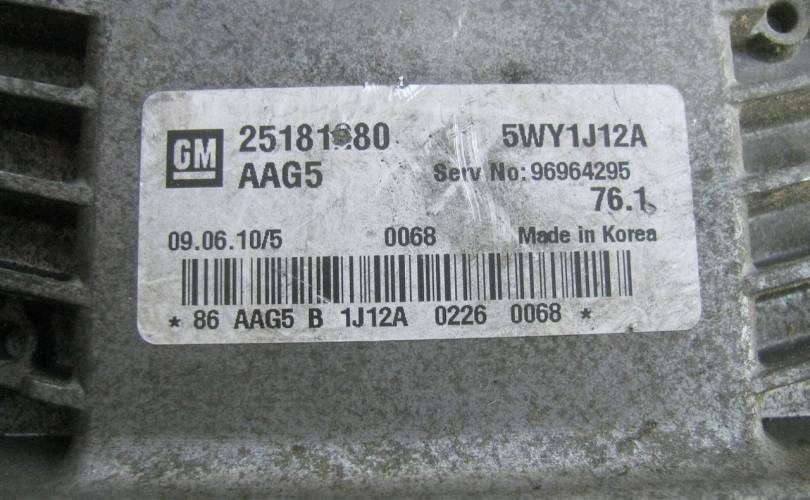 GM 5WY1J12A
AAG5 Serv No: 96964295
76.1
09.06.10/5 0068 Made in Korea
* 86 AAG5 B 1J12A 0226 0068 *